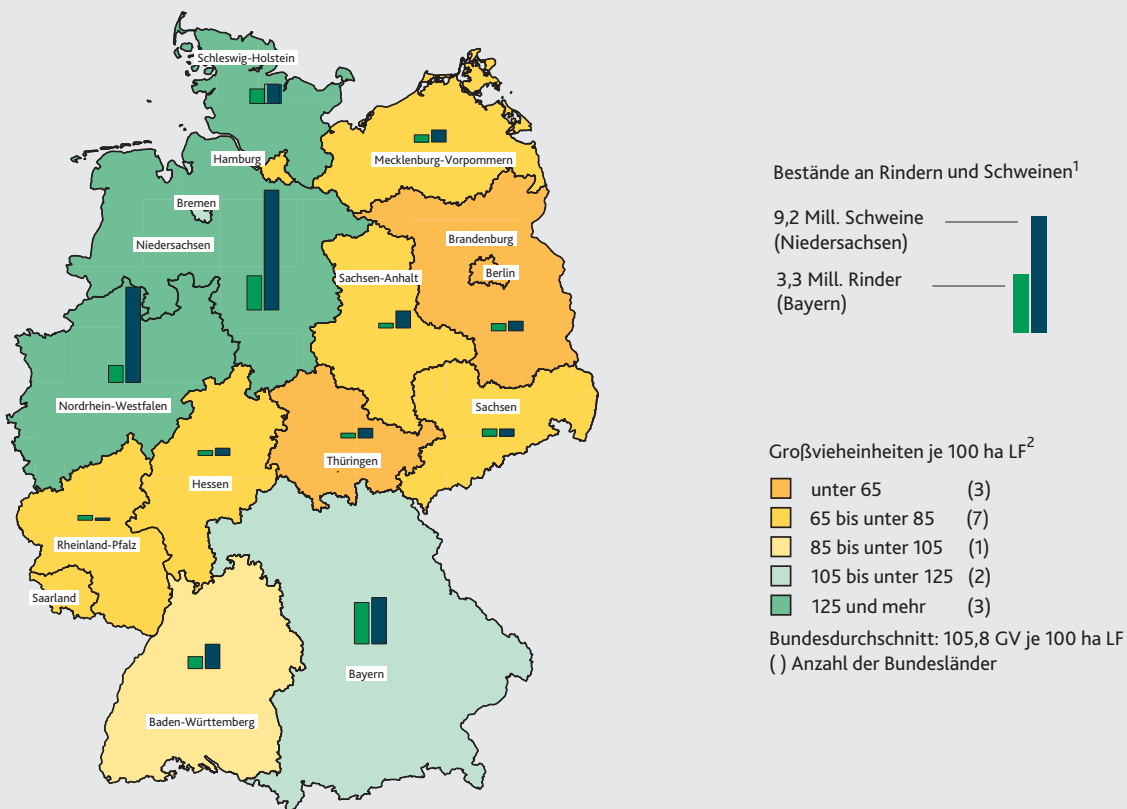 Schleswig-Holstein
Hamburg
Mecklenburg-Vorpommern
Bremen
Niedersachsen
Brandenburg
Berlin
Sachsen-Anhalt
Nordrhein-Westfalen
Sachsen
Thüringen
Hessen
Rheinland-Pfalz
Saarland
Bayern
Baden-Württemberg
Bestände an Rindern und Schweinen¹
9,2 Mill. Schweine
(Niedersachsen)
3,3 Mill. Rinder
(Bayern)
Großvieheinheiten je 100 ha LF²
unter 65 (3)
65 bis unter 85 (7)
85 bis unter 105 (1)
105 bis unter 125 (2)
125 und mehr (3)
Bundesdurchschnitt: 105,8 GV je 100 ha LF
( ) Anzahl der Bundesländer